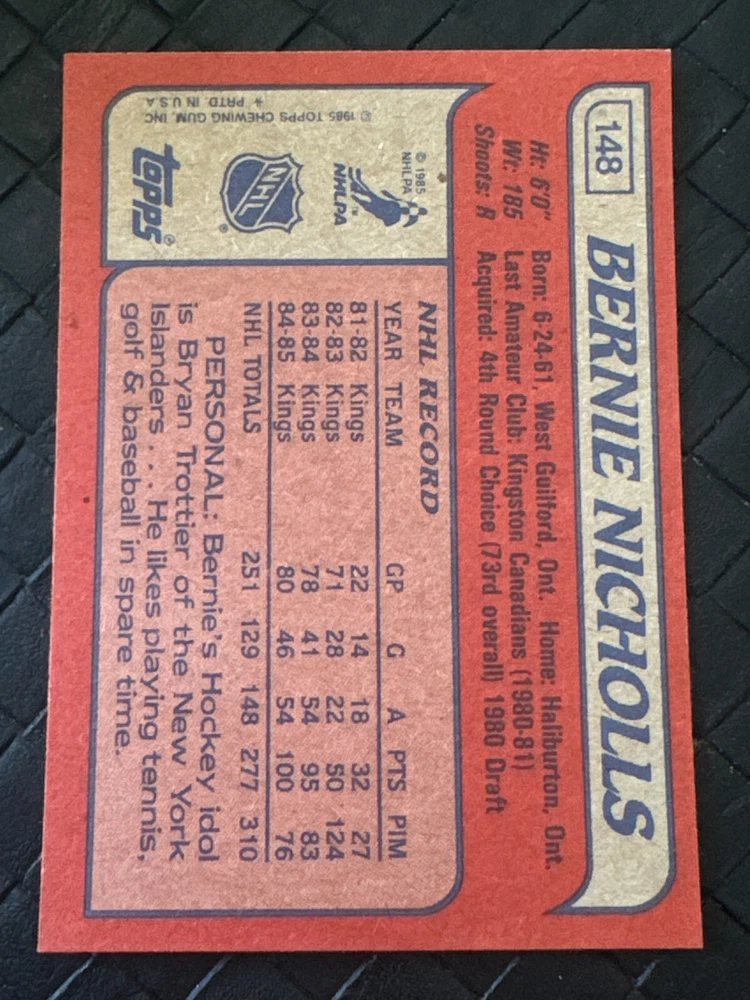 148
BERNIE NICHOLLS
Ht: 6'0" Born: 6-24-61, West Guilford, Ont. Home: Haliburton, Ont.
Wt: 185 Last Amateur Club: Kingston Canadians (1980-81)
Shoots: R Acquired: 4th Round Choice (73rd overall) 1980 Draft
© 1985
NHLPA
NHLPA™
NHL®
topps®
© 1985 TOPPS CHEWING GUM, INC
* PRTD. IN U S A
NHL RECORD
YEAR TEAM GP G A PTS PIM
81-82 Kings 22 14 18 32 27
82-83 Kings 71 28 22 50 124
83-84 Kings 78 41 54 95 83
84-85 Kings 80 46 54 100 76
NHL TOTALS 251 129 148 277 310
PERSONAL: Bernie's Hockey idol
is Bryan Trottier of the New York
Islanders . . . He likes playing tennis,
golf & baseball in spare time.